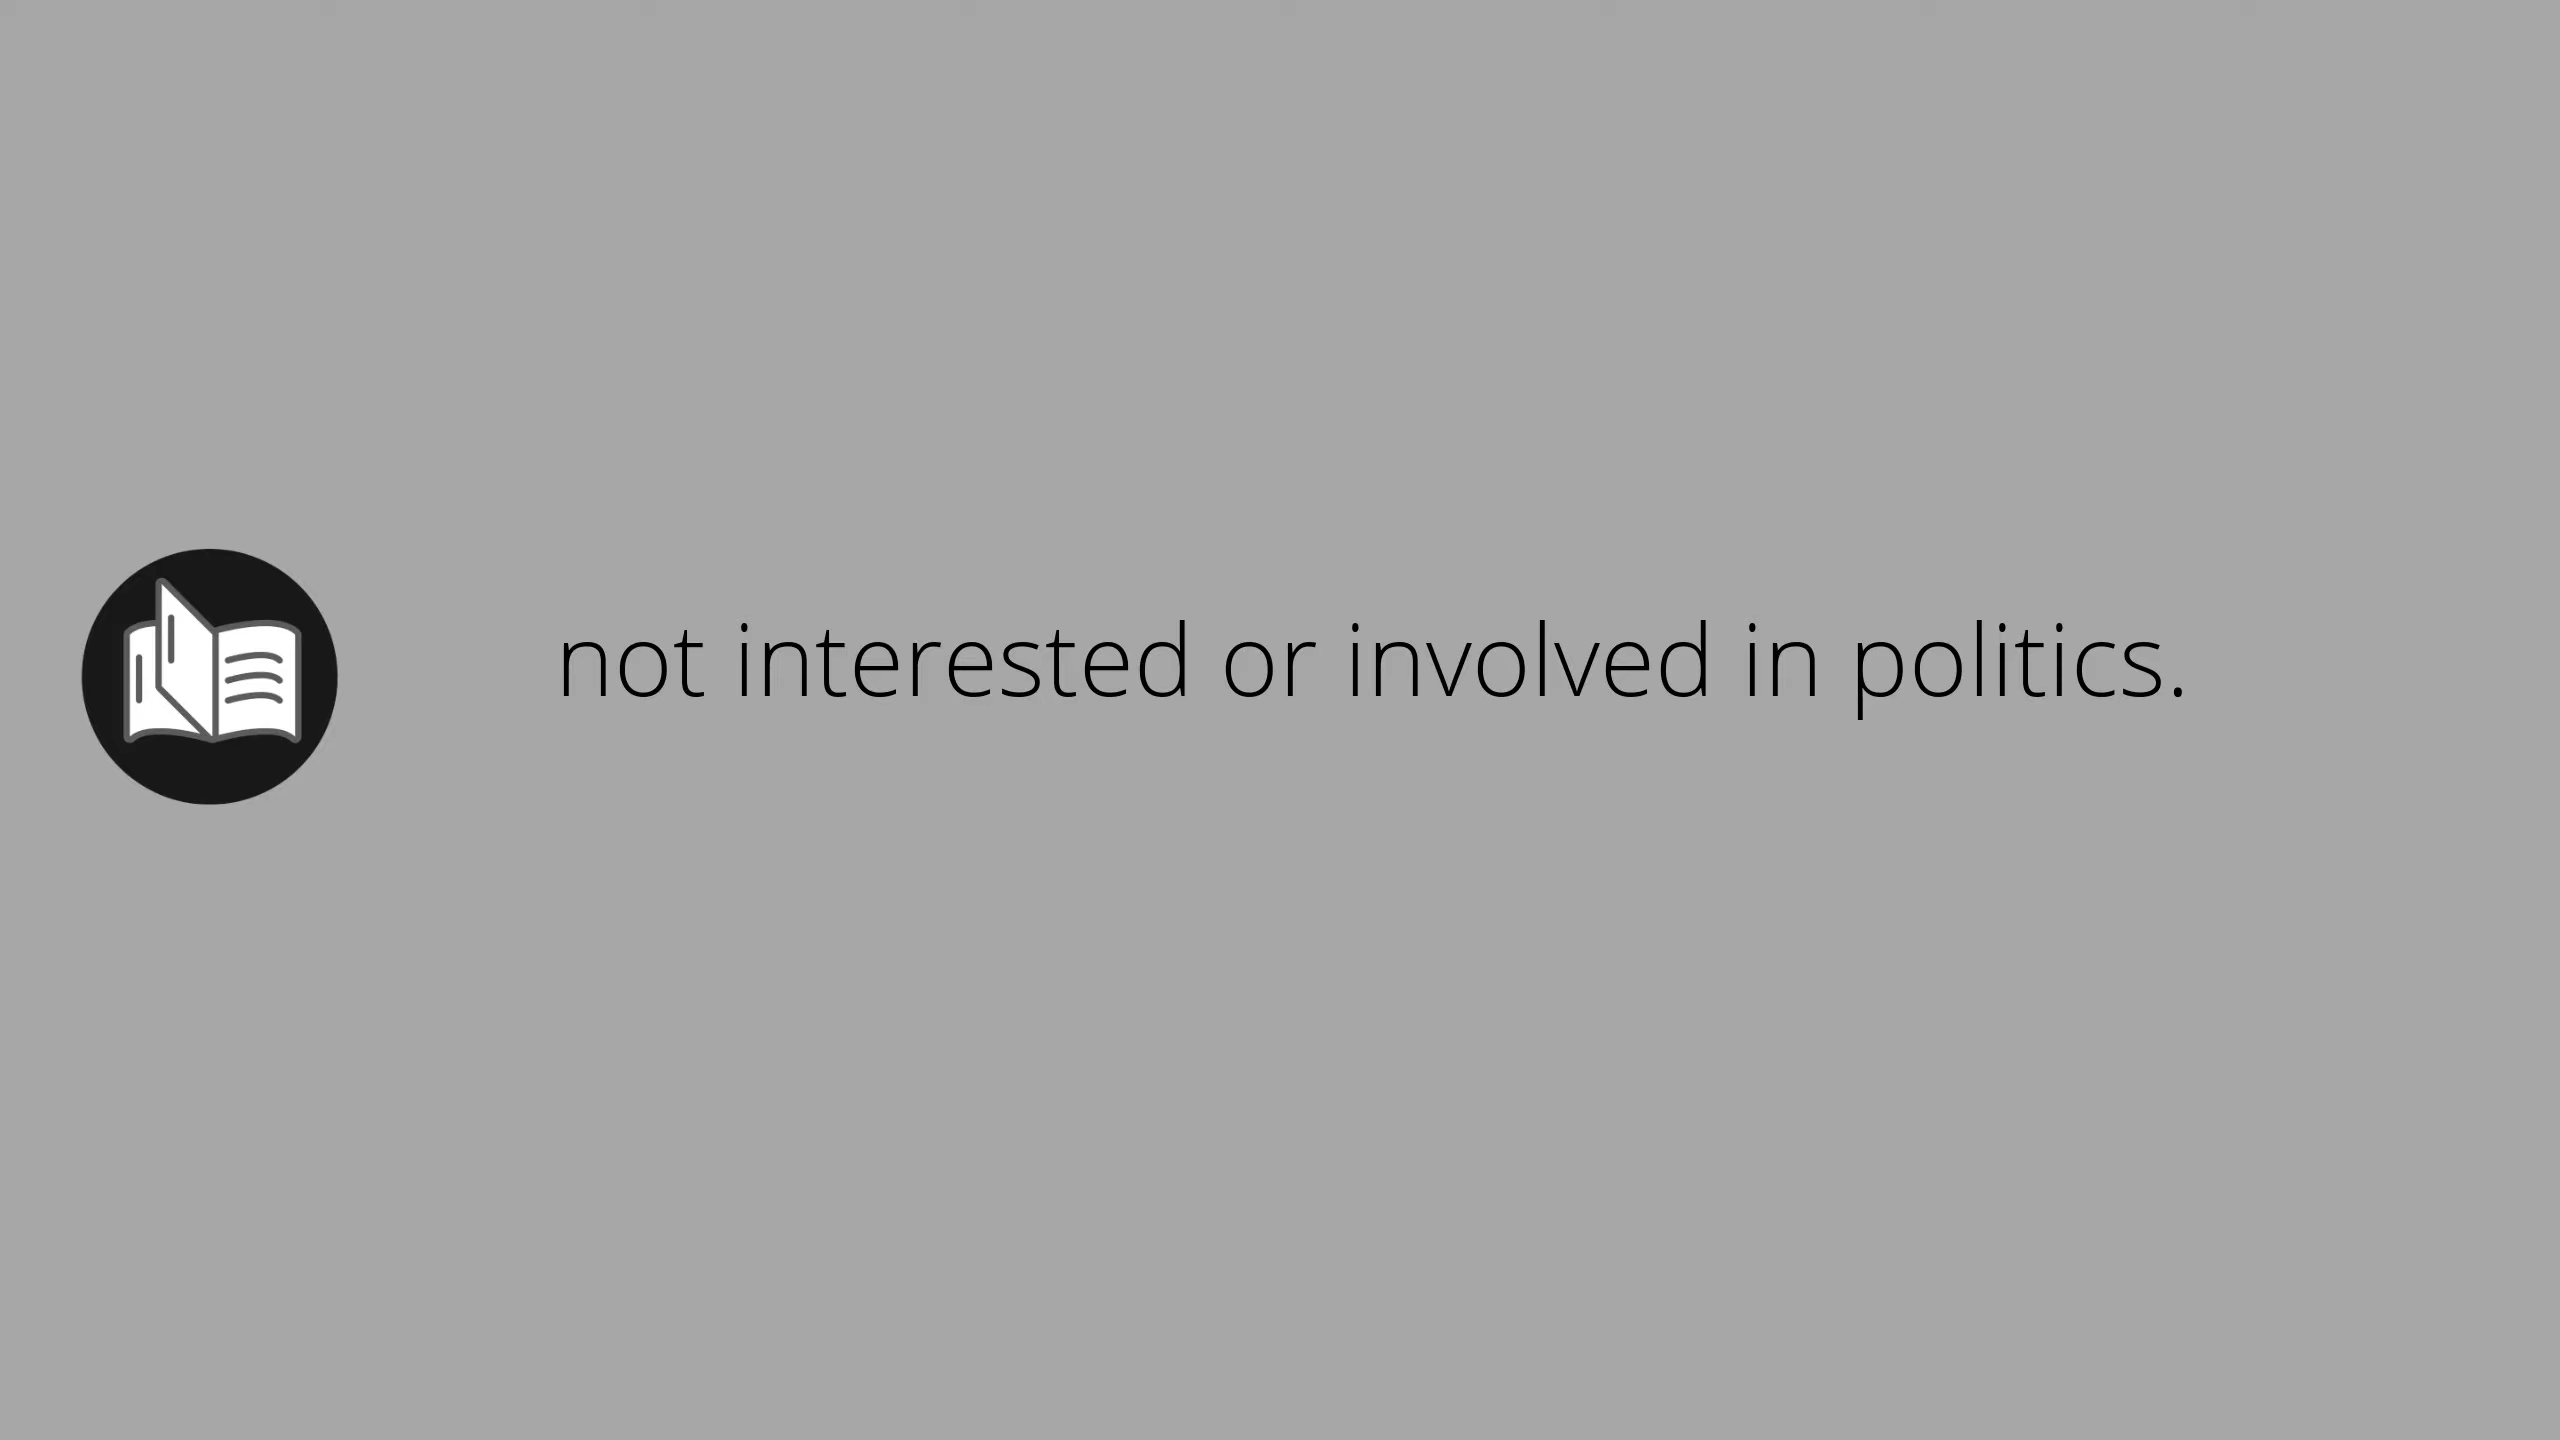 not interested or involved in politics.